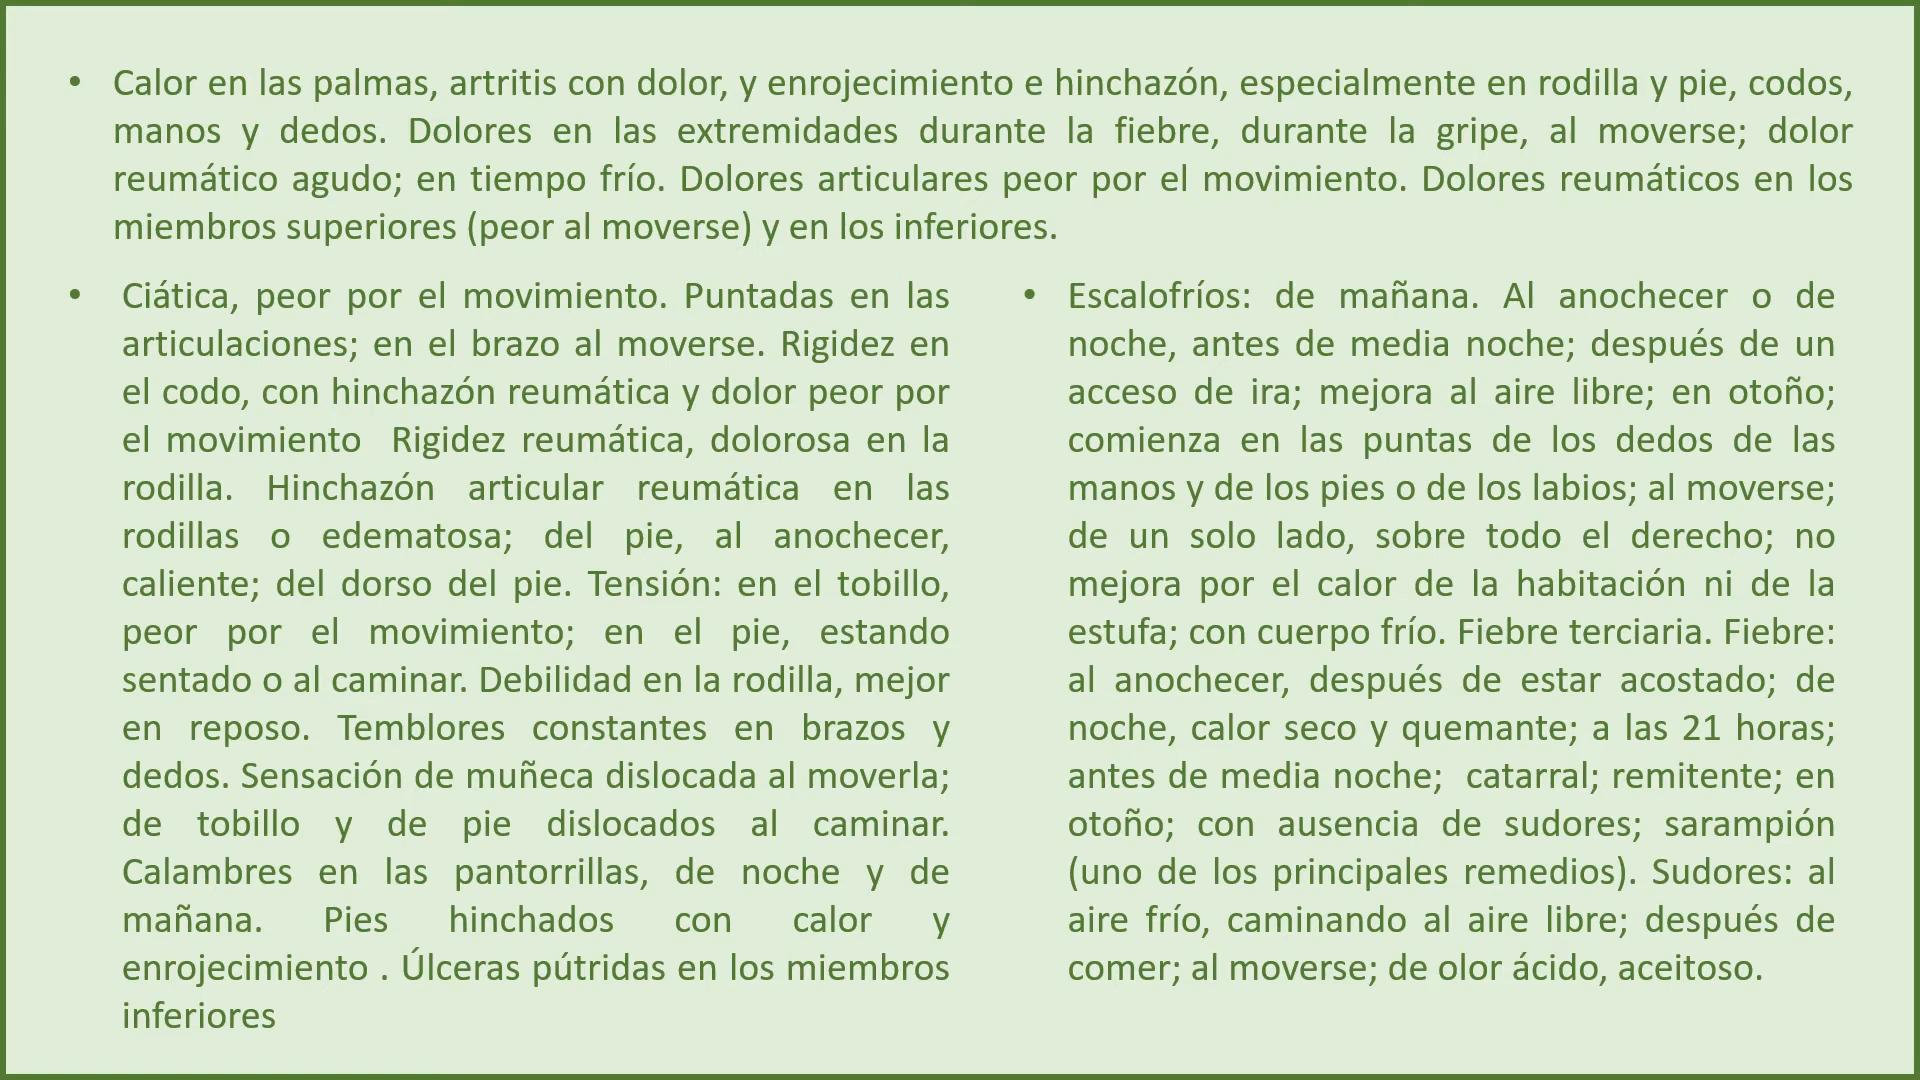 • Calor en las palmas, artritis con dolor, y enrojecimiento e hinchazón, especialmente en rodilla y pie, codos,
manos y dedos. Dolores en las extremidades durante la fiebre, durante la gripe, al moverse; dolor
reumático agudo; en tiempo frío. Dolores articulares peor por el movimiento. Dolores reumáticos en los
miembros superiores (peor al moverse) y en los inferiores.
• Ciática, peor por el movimiento. Puntadas en las
articulaciones; en el brazo al moverse. Rigidez en
el codo, con hinchazón reumática y dolor peor por
el movimiento  Rigidez reumática, dolorosa en la
rodilla. Hinchazón articular reumática en las
rodillas o edematosa; del pie, al anochecer,
caliente; del dorso del pie. Tensión: en el tobillo,
peor por el movimiento; en el pie, estando
sentado o al caminar. Debilidad en la rodilla, mejor
en reposo. Temblores constantes en brazos y
dedos. Sensación de muñeca dislocada al moverla;
de tobillo y de pie dislocados al caminar.
Calambres en las pantorrillas, de noche y de
mañana. Pies hinchados con calor y
enrojecimiento . Úlceras pútridas en los miembros
inferiores
• Escalofríos: de mañana. Al anochecer o de
noche, antes de media noche; después de un
acceso de ira; mejora al aire libre; en otoño;
comienza en las puntas de los dedos de las
manos y de los pies o de los labios; al moverse;
de un solo lado, sobre todo el derecho; no
mejora por el calor de la habitación ni de la
estufa; con cuerpo frío. Fiebre terciaria. Fiebre:
al anochecer, después de estar acostado; de
noche, calor seco y quemante; a las 21 horas;
antes de media noche;  catarral; remitente; en
otoño; con ausencia de sudores; sarampión
(uno de los principales remedios). Sudores: al
aire frío, caminando al aire libre; después de
comer; al moverse; de olor ácido, aceitoso.